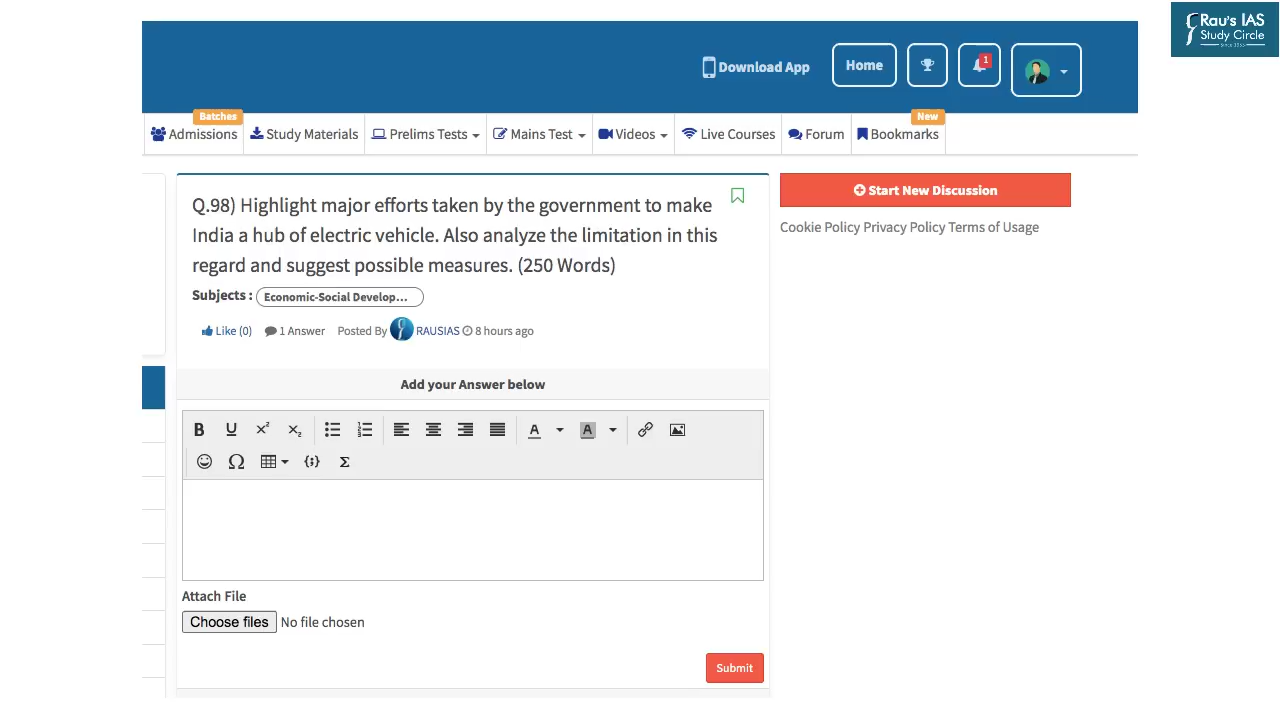 Rau's IAS
Study Circle
Since 1953
Download App
Home
1
Batches
New
Admissions
Study Materials
Prelims Tests
Mains Test
Videos
Live Courses
Forum
Bookmarks
Q.98) Highlight major efforts taken by the government to make
India a hub of electric vehicle. Also analyze the limitation in this
regard and suggest possible measures. (250 Words)
Subjects : Economic-Social Develop...
Like (0) 1 Answer Posted By RAUSIAS 8 hours ago
Start New Discussion
Cookie Policy Privacy Policy Terms of Usage
Add your Answer below
B U x² x₂ A A
Ω {;} Σ
Attach File
Choose files No file chosen
Submit